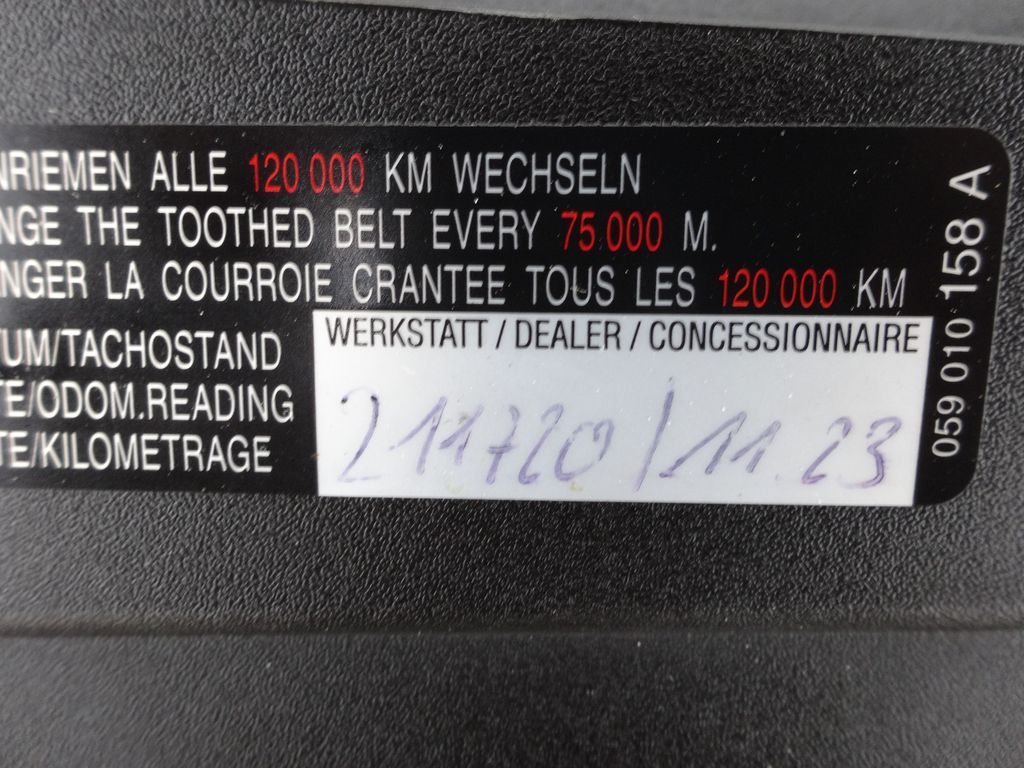 NRIEMEN ALLE 120 000 KM WECHSELN
NGE THE TOOTHED BELT EVERY 75.000 M.
NGER LA COURROIE CRANTEE TOUS LES 120 000 KM
TUM/TACHOSTAND
TE/ODOM.READING
TE/KILOMETRAGE
WERKSTATT / DEALER / CONCESSIONNAIRE
211720 / 11.23
059 010 158 A